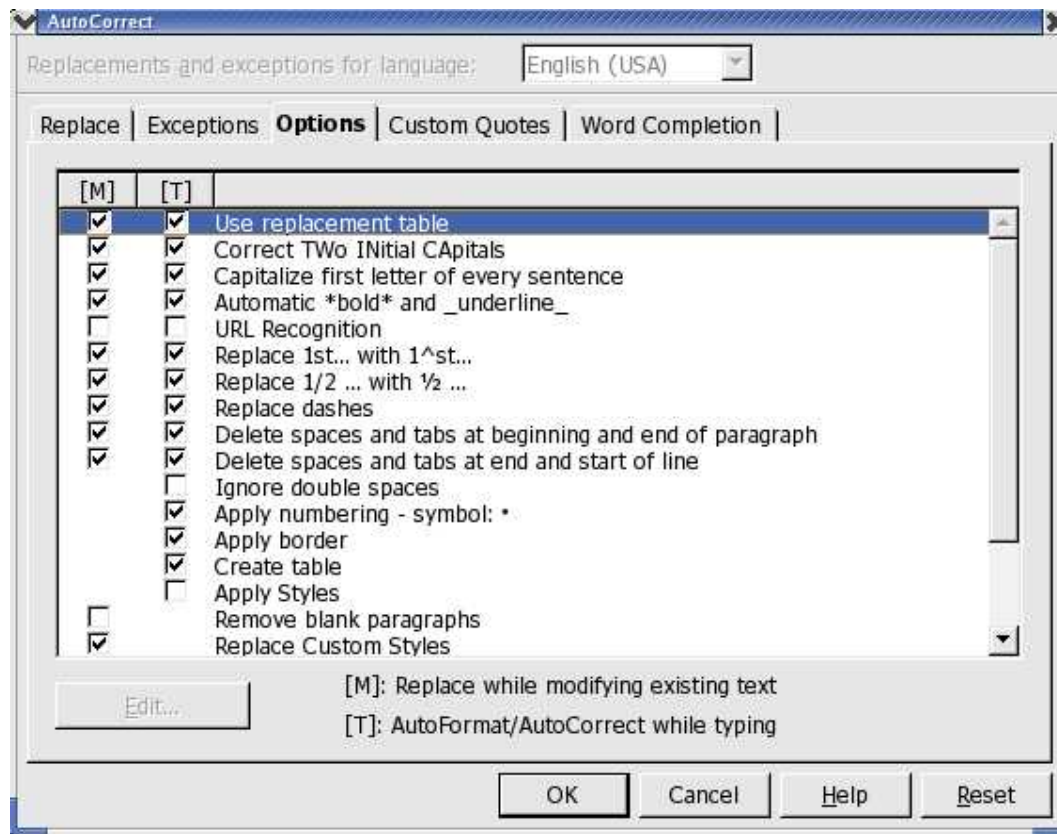 AutoCorrect
Replacements and exceptions for language: English (USA)
Replace Exceptions Options Custom Quotes Word Completion
[M] [T]
Use replacement table
Correct TWo INitial CApitals
Capitalize first letter of every sentence
Automatic *bold* and _underline_
URL Recognition
Replace 1st... with 1^st...
Replace 1/2 ... with ½ ...
Replace dashes
Delete spaces and tabs at beginning and end of paragraph
Delete spaces and tabs at end and start of line
Ignore double spaces
Apply numbering - symbol: •
Apply border
Create table
Apply Styles
Remove blank paragraphs
Replace Custom Styles
[M]: Replace while modifying existing text
Edit...
[T]: AutoFormat/AutoCorrect while typing
OK Cancel Help Reset